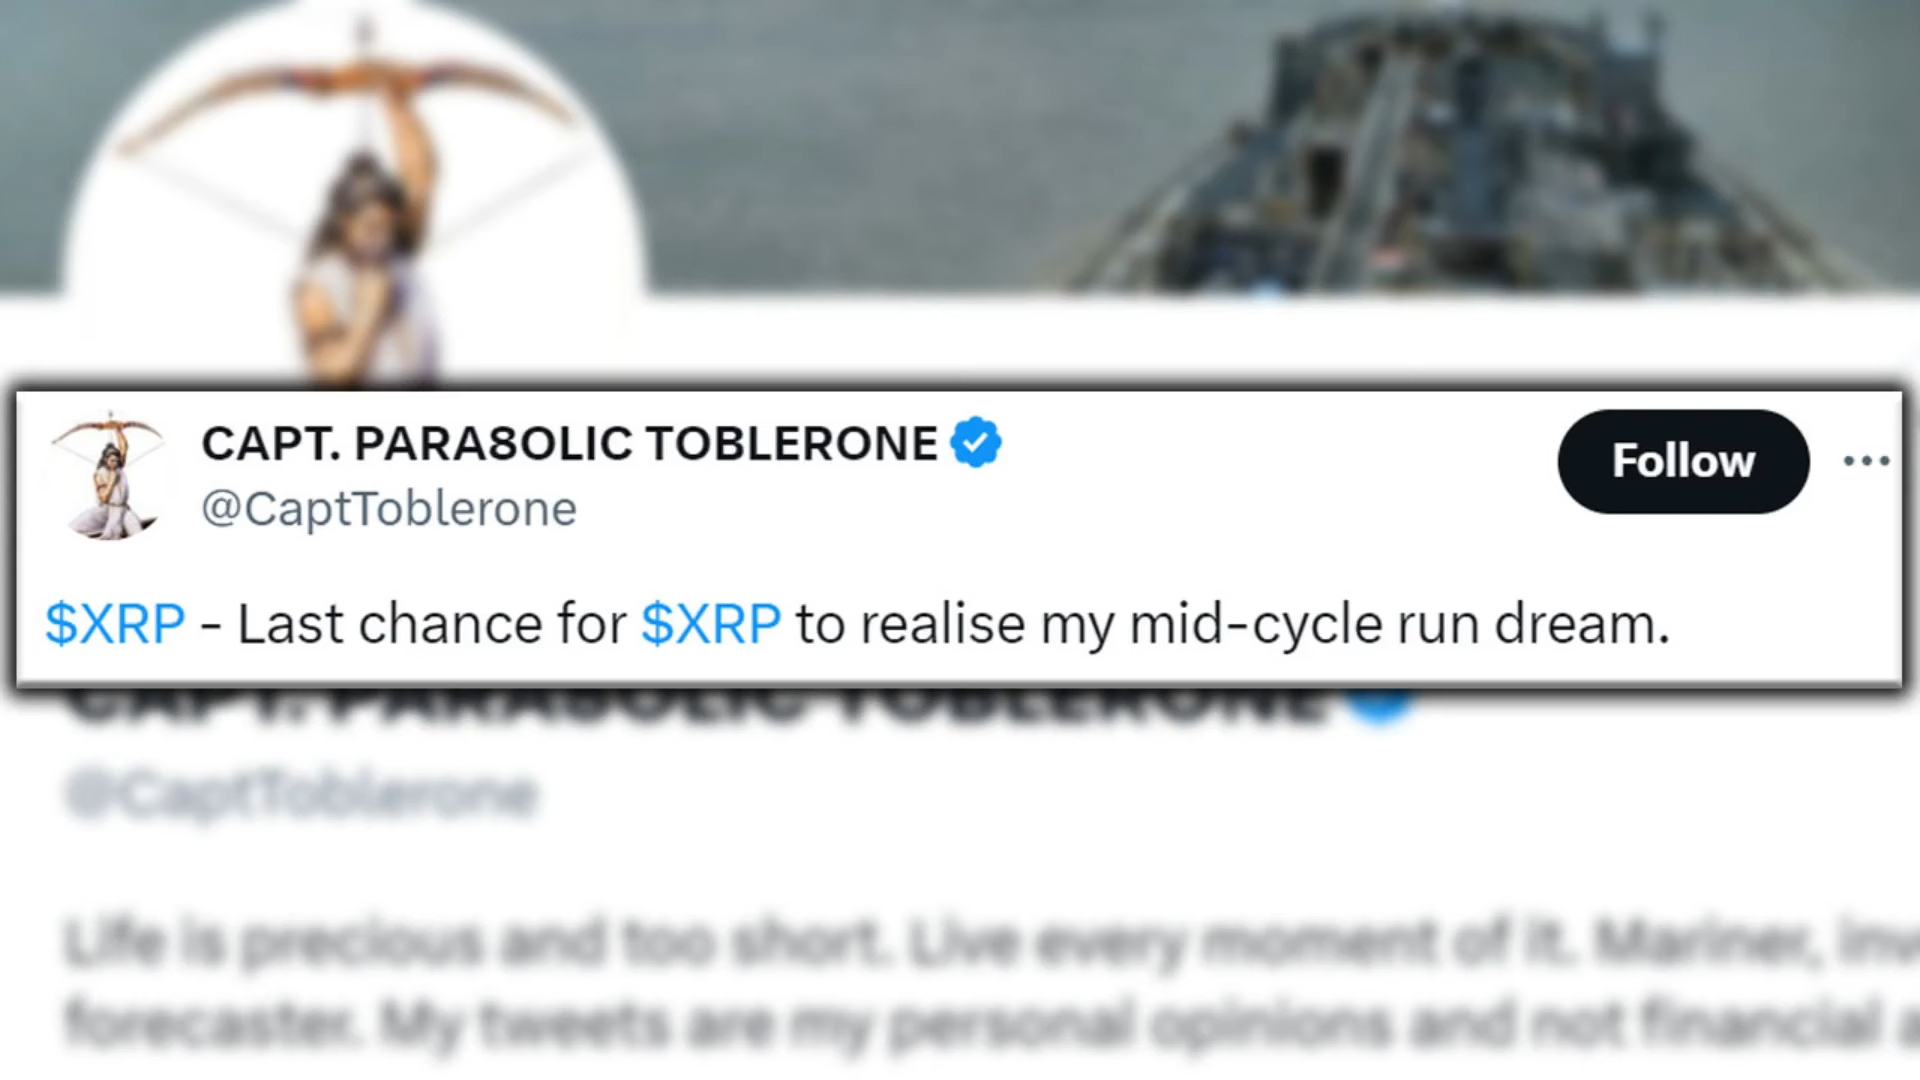 CAPT. PARA8OLIC TOBLERONE
@CaptToblerone
Follow
$XRP - Last chance for $XRP to realise my mid-cycle run dream.
CAPT. PARA8OLIC TOBLERONE
@CaptToblerone
Life is precious and too short. Live every moment of it. Mariner,
forecaster. My tweets are my personal opinions and not financial